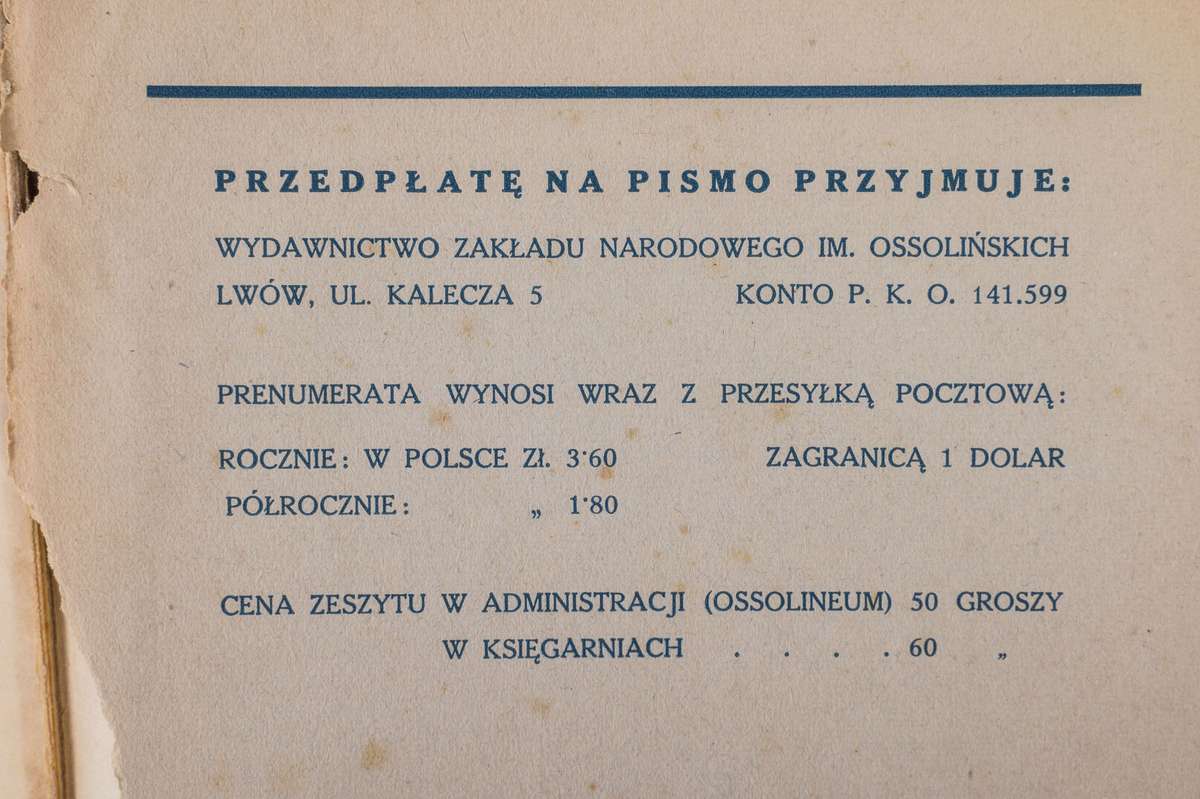 PRZEDPŁATĘ NA PISMO PRZYJMUJE:
WYDAWNICTWO ZAKŁADU NARODOWEGO IM. OSSOLIŃSKICH
LWÓW, UL. KALECZA 5 KONTO P. K. O. 141.599
PRENUMERATA WYNOSI WRAZ Z PRZESYŁKĄ POCZTOWĄ:
ROCZNIE: W POLSCE ZŁ. 3·60 ZAGRANICĄ 1 DOLAR
PÓŁROCZNIE: „ 1·80
CENA ZESZYTU W ADMINISTRACJI (OSSOLINEUM) 50 GROSZY
W KSIĘGARNIACH . . . . 60 „